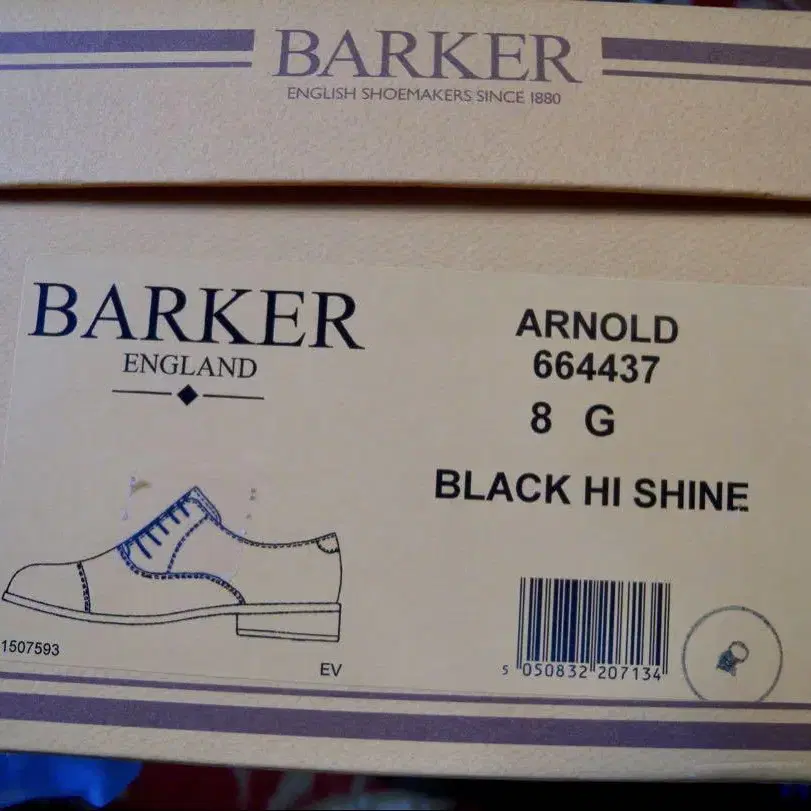 BARKER
ENGLISH SHOEMAKERS SINCE 1880
BARKER
ENGLAND
ARNOLD
664437
8 G
BLACK HI SHINE
1507593
EV
5 050832 207134